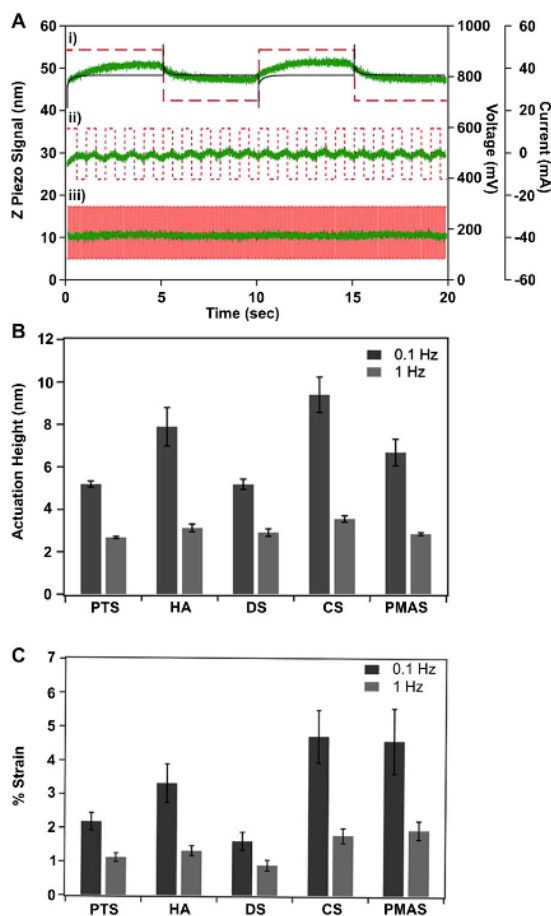 A
i)
ii)
iii)
60
50
40
30
20
10
0
Z Piezo Signal (nm)
1000
800
600
400
200
0
Voltage (mV)
60
40
20
0
-20
-40
-60
Current (mA)
0
5
10
15
20
Time (sec)
B
12
10
8
6
4
2
0
Actuation Height (nm)
0.1 Hz
1 Hz
PTS
HA
DS
CS
PMAS
C
7
6
5
4
3
2
1
0
% Strain
0.1 Hz
1 Hz
PTS
HA
DS
CS
PMAS